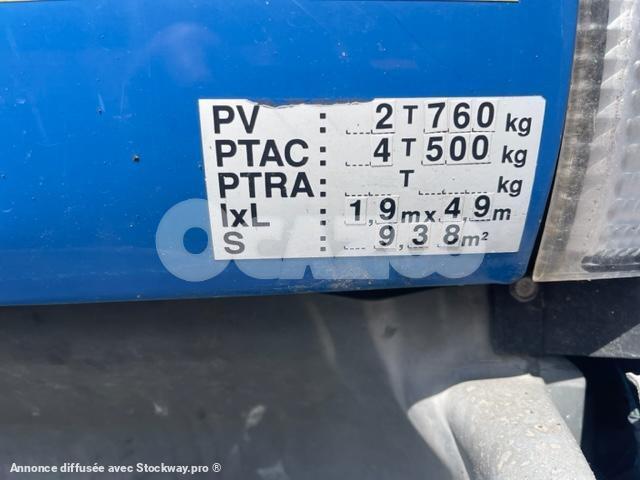 PV : 2 T 760 kg
PTAC : 4 T 500 kg
PTRA : T kg
lxL : 1,9 m x 4,9 m
S : 9,38 m²
Annonce diffusée avec Stockway.pro ®